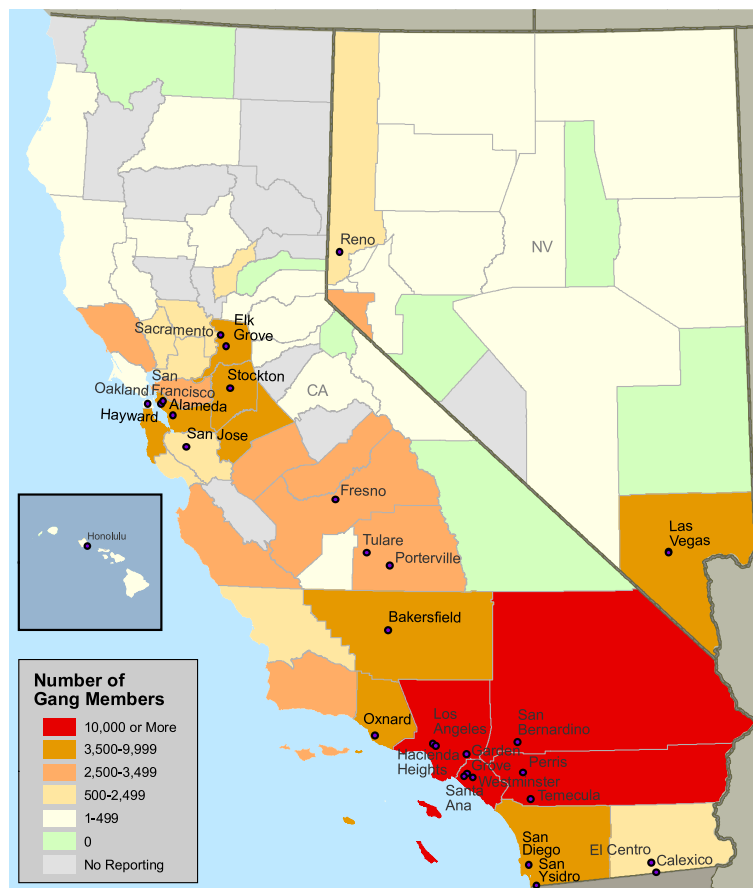 Reno
NV
Elk
Grove
Sacramento
Stockton
San
Francisco
Oakland
Alameda
Hayward
CA
San Jose
Fresno
Honolulu
Tulare
Porterville
Las
Vegas
Bakersfield
Number of
Gang Members
10,000 or More
3,500-9,999
2,500-3,499
500-2,499
1-499
0
No Reporting
Oxnard
Los
Angeles
San
Bernardino
Hacienda
Heights
Garden
Grove
Perris
Westminster
Santa
Ana
Temecula
San
Diego
San
Ysidro
El Centro
Calexico